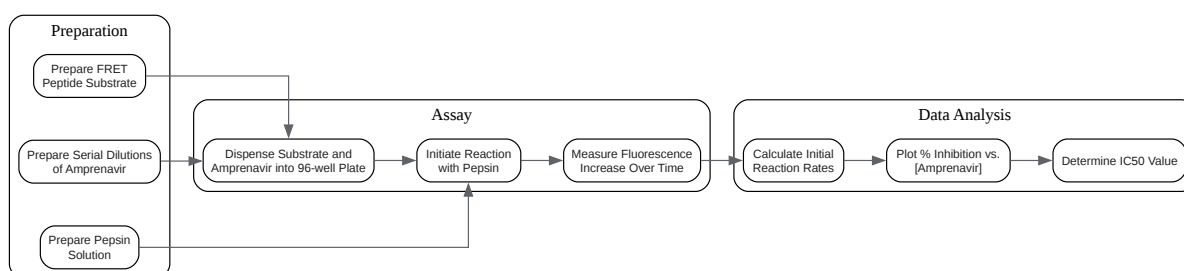 Preparation
Prepare FRET
Peptide Substrate
Prepare Serial Dilutions
of Amprenavir
Prepare Pepsin
Solution
Assay
Dispense Substrate and
Amprenavir into 96-well Plate
Initiate Reaction
with Pepsin
Measure Fluorescence
Increase Over Time
Data Analysis
Calculate Initial
Reaction Rates
Plot % Inhibition vs.
[Amprenavir]
Determine IC50 Value